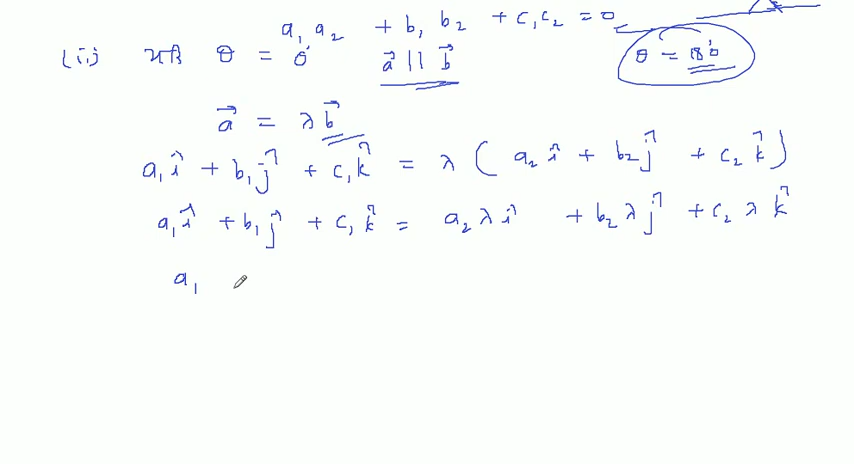 a₁a₂ + b₁b₂ + c₁c₂ = 0
(ii) यदि θ = 0° a⃗ || b⃗ θ = 180°
a⃗ = λb⃗
a₁î + b₁ĵ + c₁k̂ = λ(a₂î + b₂ĵ + c₂k̂)
a₁î + b₁ĵ + c₁k̂ = a₂λî + b₂λĵ + c₂λk̂
a₁